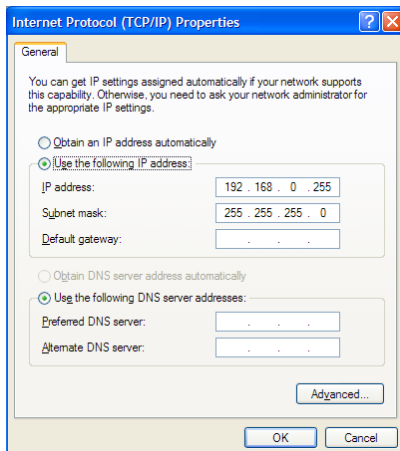 Internet Protocol (TCP/IP) Properties
General
You can get IP settings assigned automatically if your network supports
this capability. Otherwise, you need to ask your network administrator for
the appropriate IP settings.
Obtain an IP address automatically
Use the following IP address:
IP address: 192 . 168 . 0 . 255
Subnet mask: 255 . 255 . 255 . 0
Default gateway: . . .
Obtain DNS server address automatically
Use the following DNS server addresses:
Preferred DNS server: . . .
Alternate DNS server: . . .
Advanced...
OK Cancel